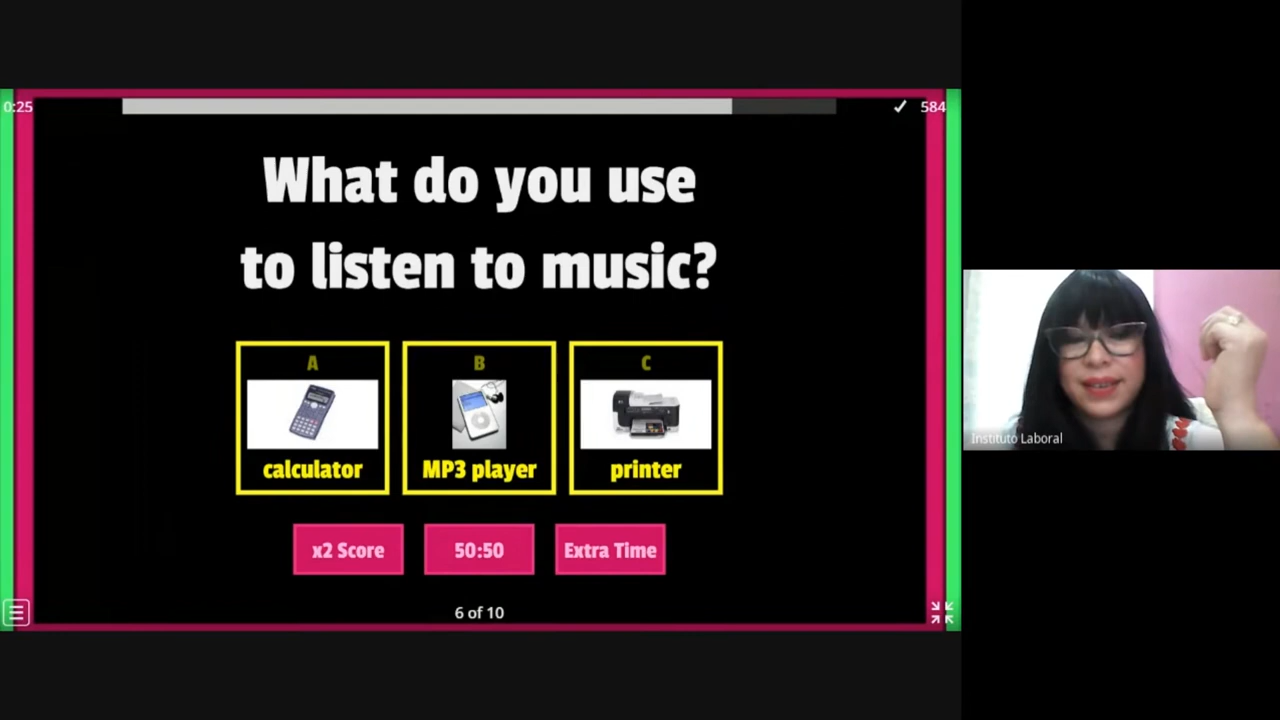 0:25
584
What do you use
to listen to music?
A
B
C
calculator
MP3 player
printer
x2 Score
50:50
Extra Time
6 of 10
Instituto Laboral